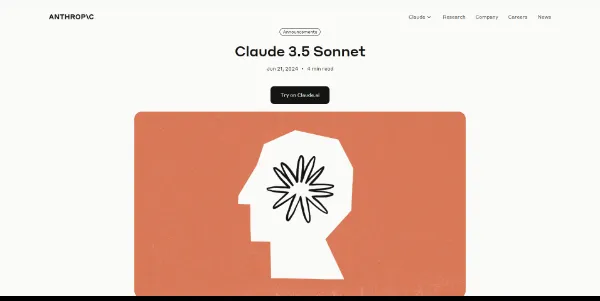 ANTHROP\C
Claude Research Company Careers News
Announcements
Claude 3.5 Sonnet
Jun 21, 2024 • 4 min read
Try on Claude.ai